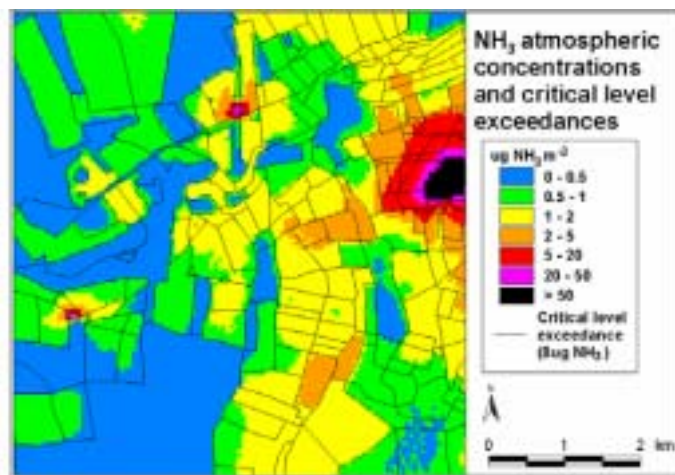 NH₃ atmospheric
concentrations
and critical level
exceedances
ug NH₃ m⁻³
0 - 0.5
0.5 - 1
1 - 2
2 - 5
5 - 20
20 - 50
> 50
Critical level
exceedance
(8ug NH₃)
0 1 2 km